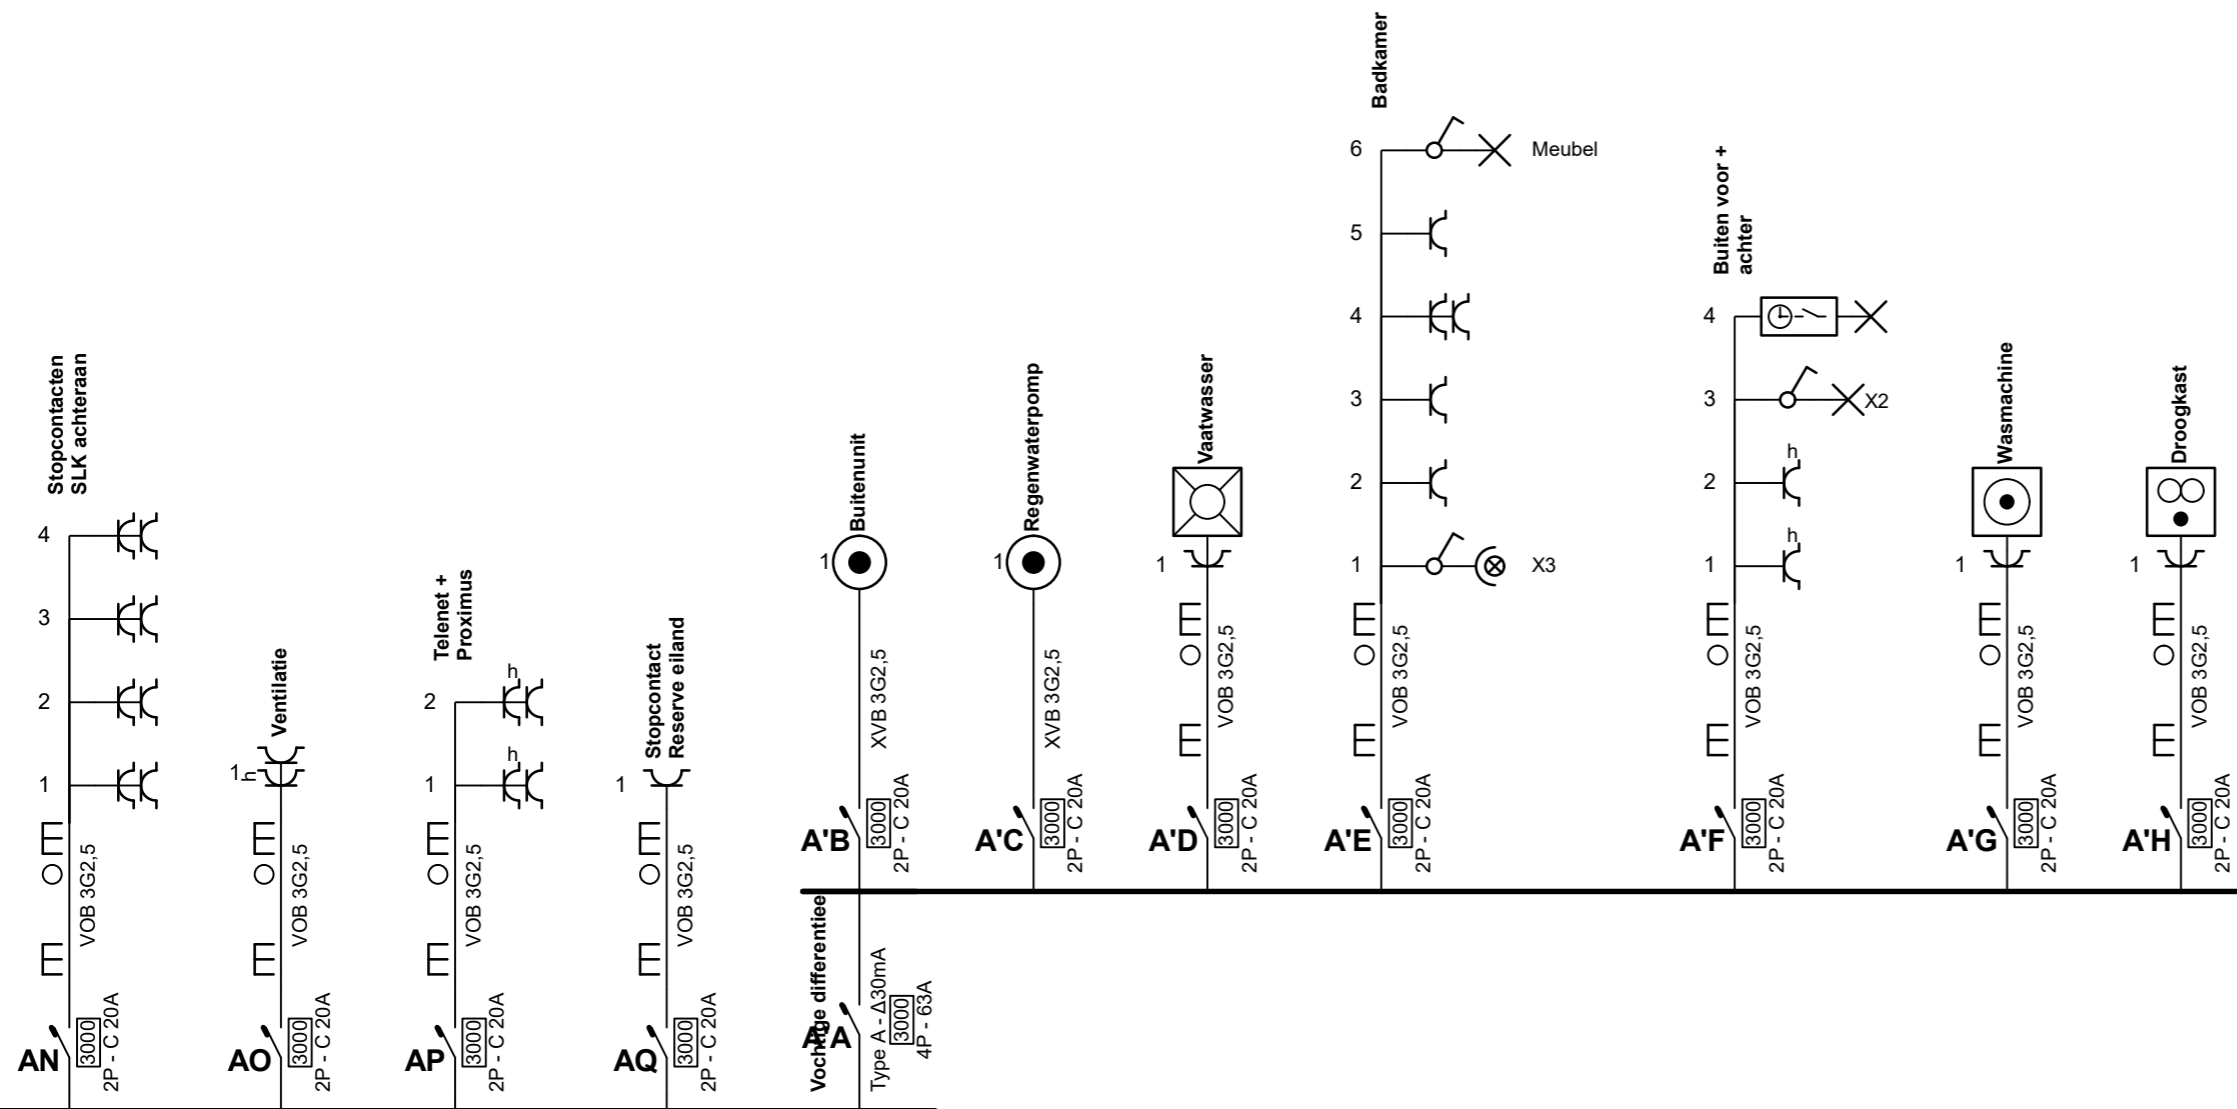 Stopcontacten
SLK achteraan
4
3
2
1
VOB 3G2,5
AN
3000
2P - C 20A
Ventilatie
1
h
VOB 3G2,5
AO
3000
2P - C 20A
Telenet +
Proximus
2
h
1
h
VOB 3G2,5
AP
3000
2P - C 20A
Stopcontact
Reserve eiland
1
VOB 3G2,5
AQ
3000
2P - C 20A
Vochtige differentiee
A'A
Type A - Δ30mA
3000
4P - 63A
Buitenunit
1
XVB 3G2,5
A'B
3000
2P - C 20A
Regenwaterpomp
1
XVB 3G2,5
A'C
3000
2P - C 20A
Vaatwasser
1
VOB 3G2,5
A'D
3000
2P - C 20A
Badkamer
6
Meubel
5
4
3
2
1
X3
VOB 3G2,5
A'E
3000
2P - C 20A
Buiten voor +
achter
4
3
X2
2
h
1
h
VOB 3G2,5
A'F
3000
2P - C 20A
Wasmachine
1
VOB 3G2,5
A'G
3000
2P - C 20A
Droogkast
1
VOB 3G2,5
A'H
3000
2P - C 20A